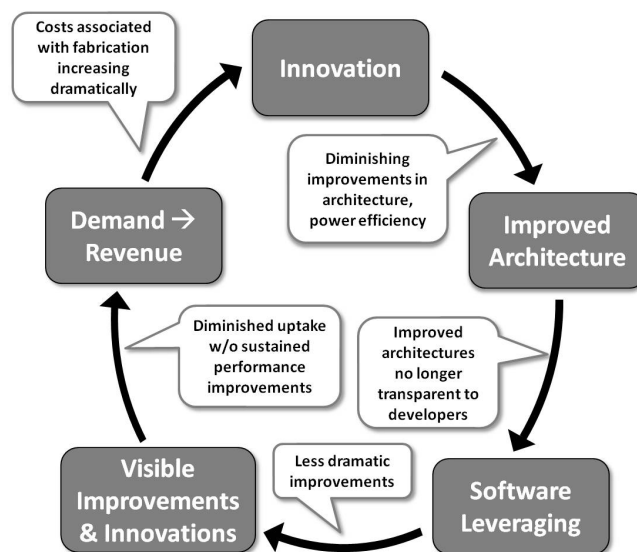 Costs associated
with fabrication
increasing
dramatically
Innovation
Diminishing
improvements in
architecture,
power efficiency
Demand →
Revenue
Improved
Architecture
Diminished uptake
w/o sustained
performance
improvements
Improved
architectures
no longer
transparent to
developers
Visible
Improvements
& Innovations
Less dramatic
improvements
Software
Leveraging